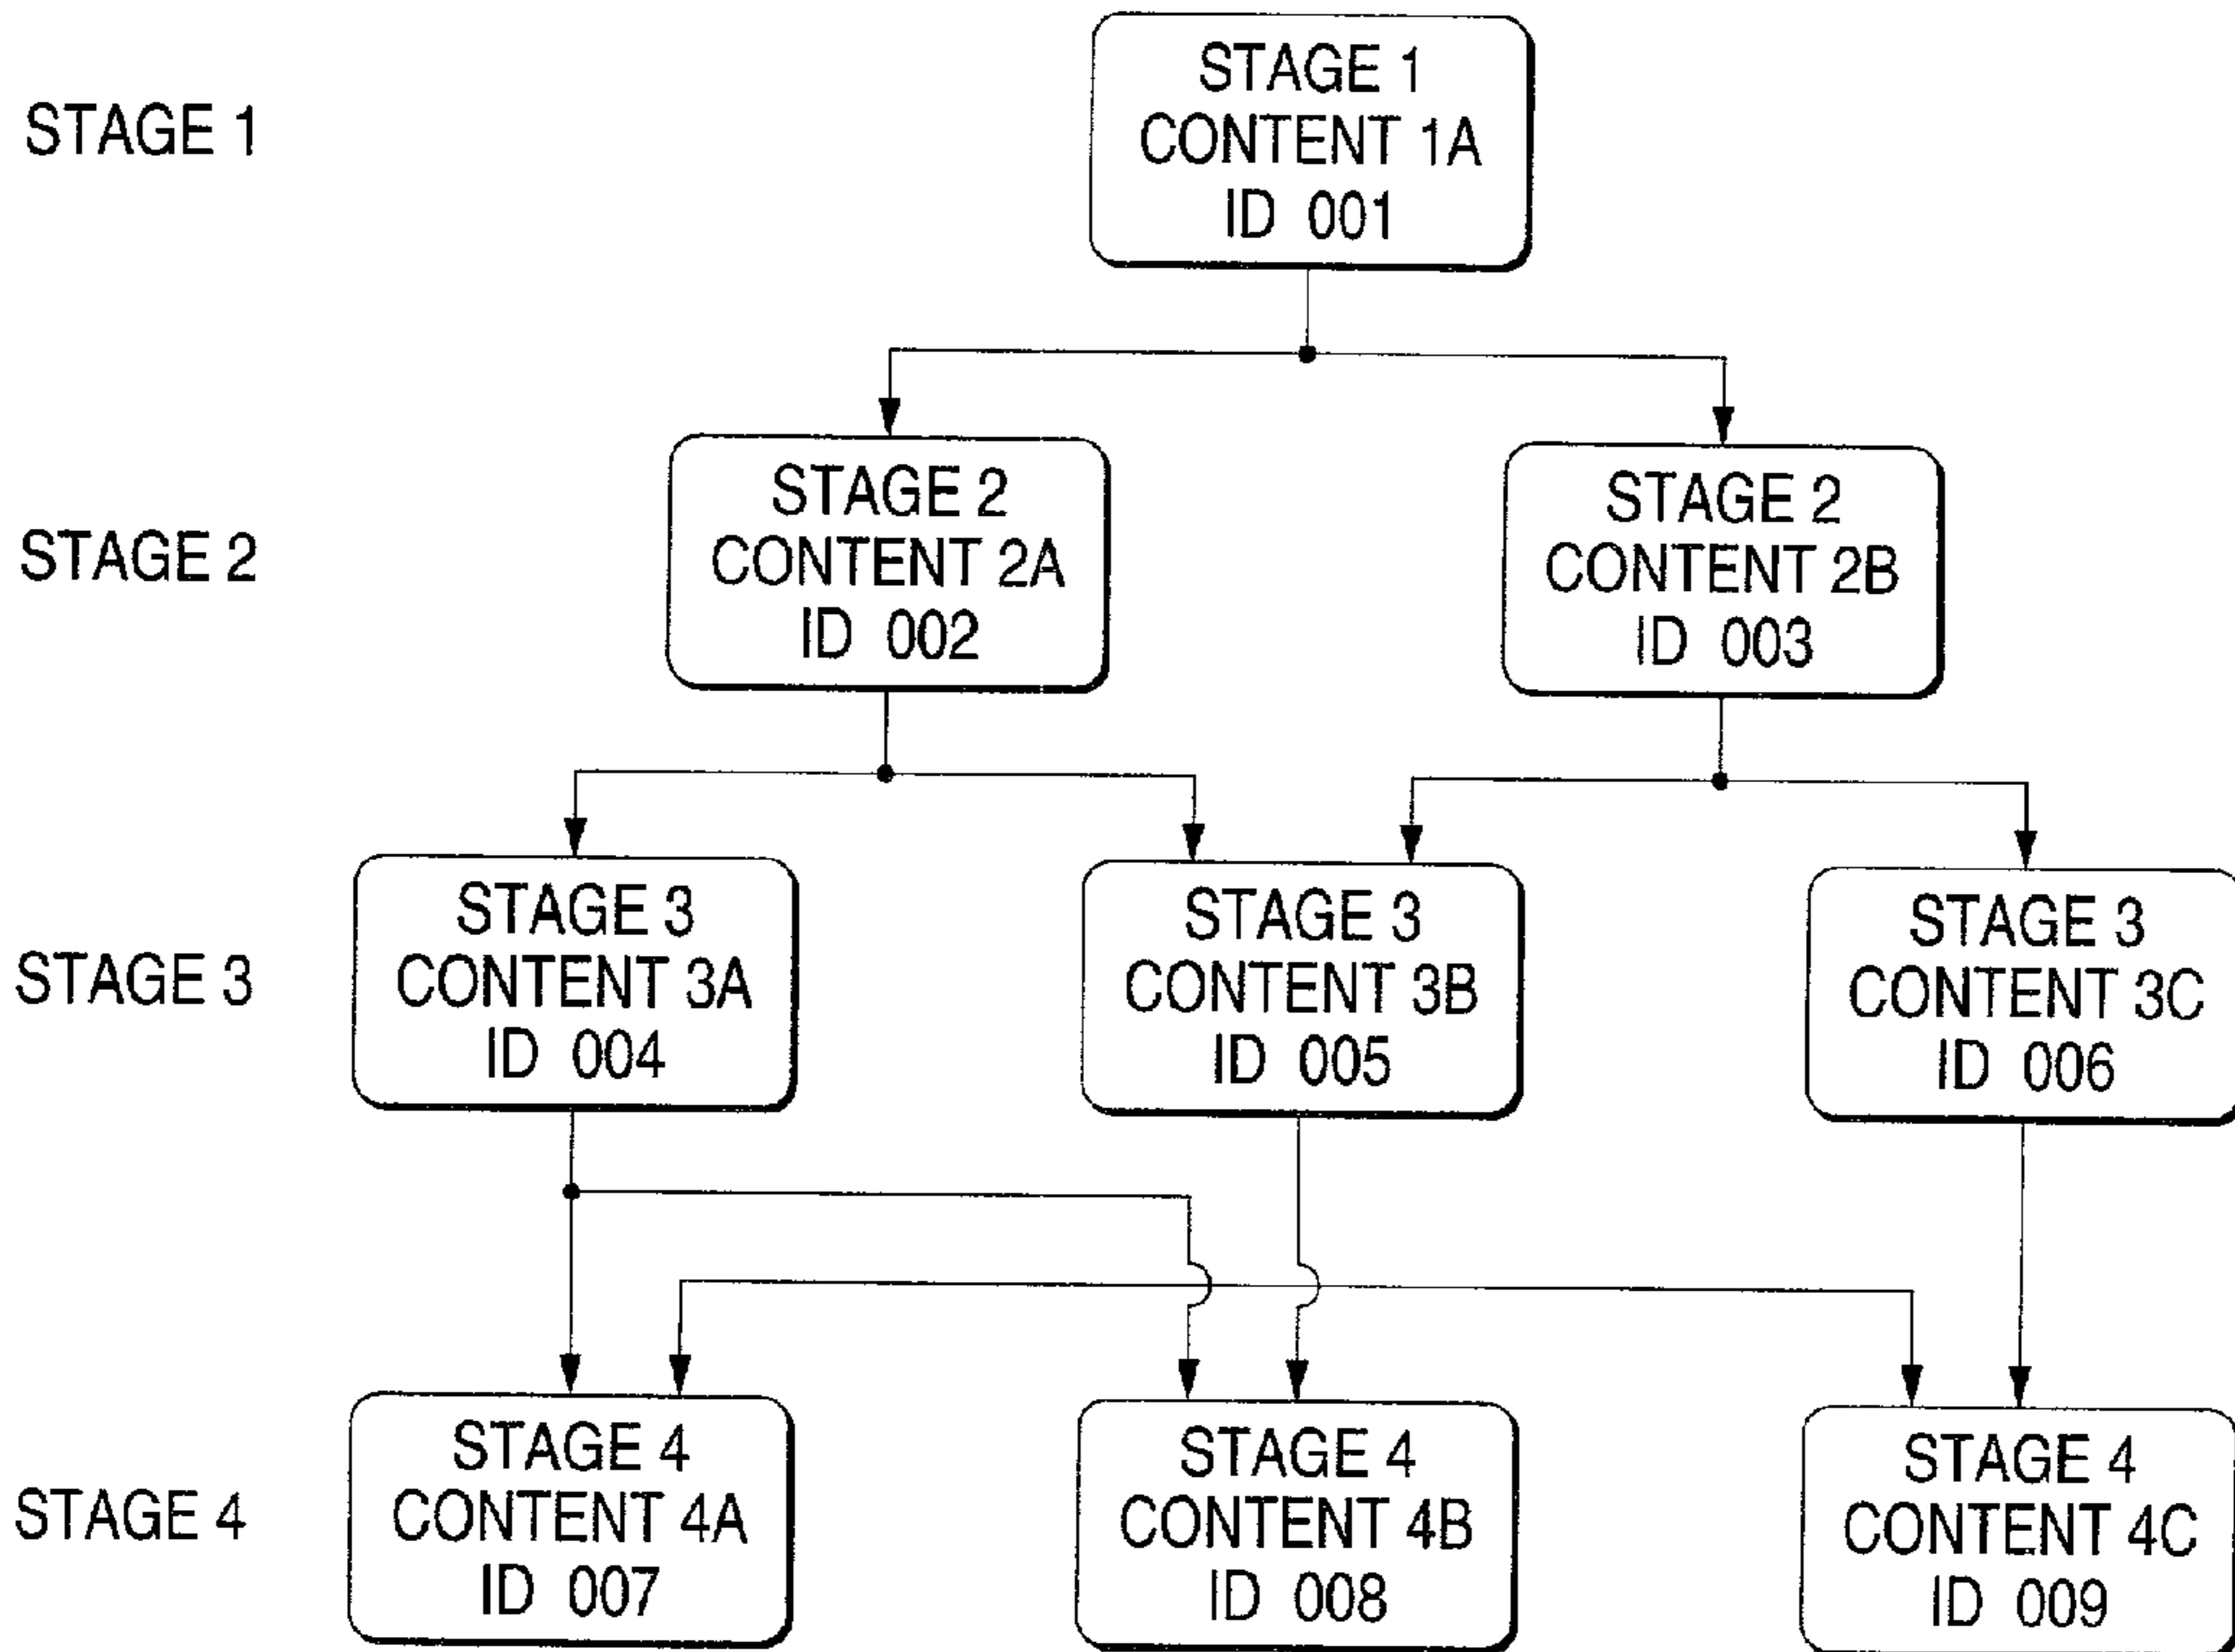 STAGE 1
STAGE 1
CONTENT 1A
ID 001
STAGE 2
STAGE 2
CONTENT 2A
ID 002
STAGE 2
CONTENT 2B
ID 003
STAGE 3
STAGE 3
CONTENT 3A
ID 004
STAGE 3
CONTENT 3B
ID 005
STAGE 3
CONTENT 3C
ID 006
STAGE 4
STAGE 4
CONTENT 4A
ID 007
STAGE 4
CONTENT 4B
ID 008
STAGE 4
CONTENT 4C
ID 009